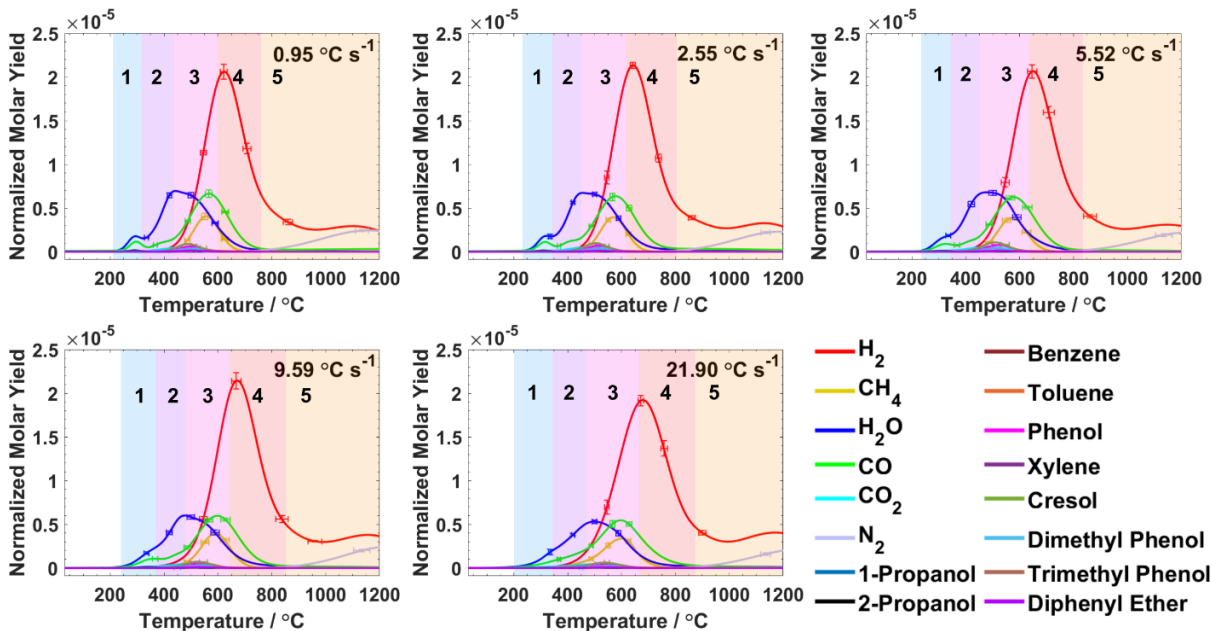 ×10⁻⁵ ×10⁻⁵ ×10⁻⁵
2.5 2.5 2.5
0.95 °C s⁻¹ 2.55 °C s⁻¹ 5.52 °C s⁻¹
1 2 3 4 5 1 2 3 4 5 1 2 3 4 5
2 2 2
1.5 1.5 1.5
1 1 1
0.5 0.5 0.5
0 0 0
Normalized Molar Yield Normalized Molar Yield Normalized Molar Yield
200 400 600 800 1000 1200 200 400 600 800 1000 1200 200 400 600 800 1000 1200
Temperature / °C Temperature / °C Temperature / °C
×10⁻⁵ ×10⁻⁵
2.5 2.5
9.59 °C s⁻¹ 21.90 °C s⁻¹
1 2 3 4 5 1 2 3 4 5
2 2
1.5 1.5
1 1
0.5 0.5
0 0
Normalized Molar Yield Normalized Molar Yield
200 400 600 800 1000 1200 200 400 600 800 1000 1200
Temperature / °C Temperature / °C
H₂
CH₄
H₂O
CO
CO₂
N₂
1-Propanol
2-Propanol
Benzene
Toluene
Phenol
Xylene
Cresol
Dimethyl Phenol
Trimethyl Phenol
Diphenyl Ether